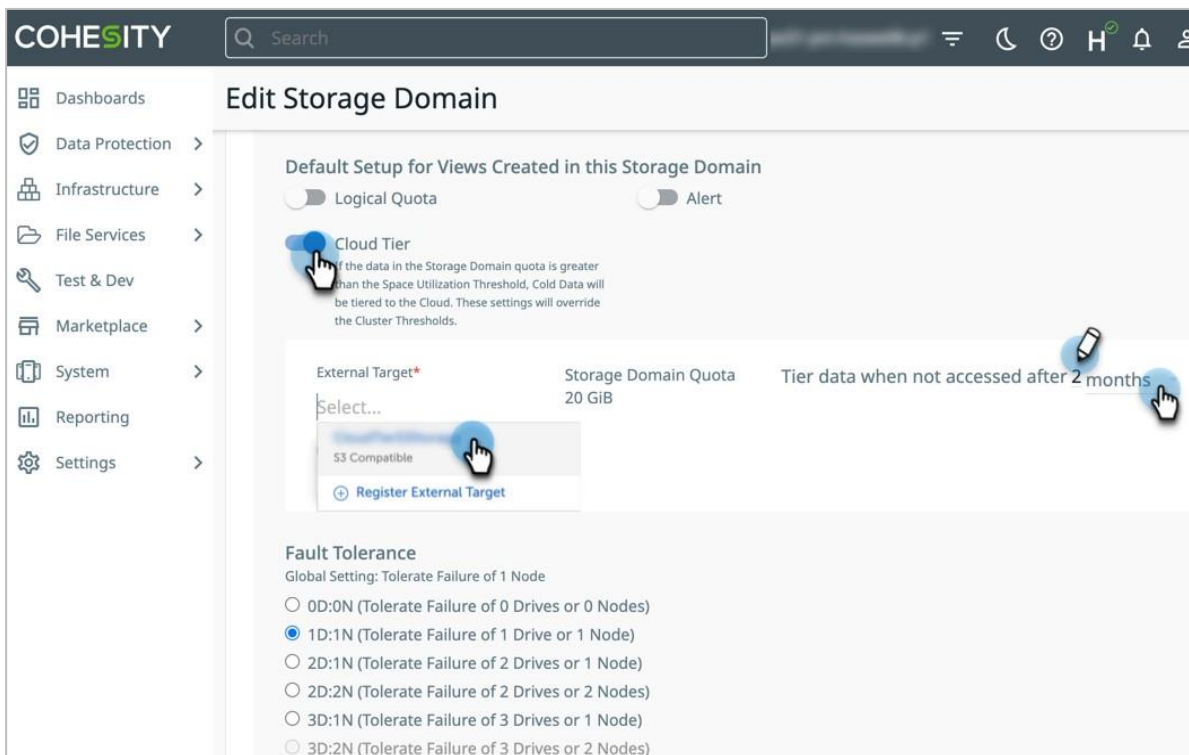 COHESITY
Search
H
Dashboards
Data Protection
Infrastructure
File Services
Test & Dev
Marketplace
System
Reporting
Settings
Edit Storage Domain
Default Setup for Views Created in this Storage Domain
Logical Quota
Alert
Cloud Tier
If the data in the Storage Domain quota is greater
than the Space Utilization Threshold, Cold Data will
be tiered to the Cloud. These settings will override
the Cluster Thresholds.
External Target*
Select...
S3 Compatible
Register External Target
Storage Domain Quota
20 GiB
Tier data when not accessed after 2 months
Fault Tolerance
Global Setting: Tolerate Failure of 1 Node
0D:0N (Tolerate Failure of 0 Drives or 0 Nodes)
1D:1N (Tolerate Failure of 1 Drive or 1 Node)
2D:1N (Tolerate Failure of 2 Drives or 1 Node)
2D:2N (Tolerate Failure of 2 Drives or 2 Nodes)
3D:1N (Tolerate Failure of 3 Drives or 1 Node)
3D:2N (Tolerate Failure of 3 Drives or 2 Nodes)